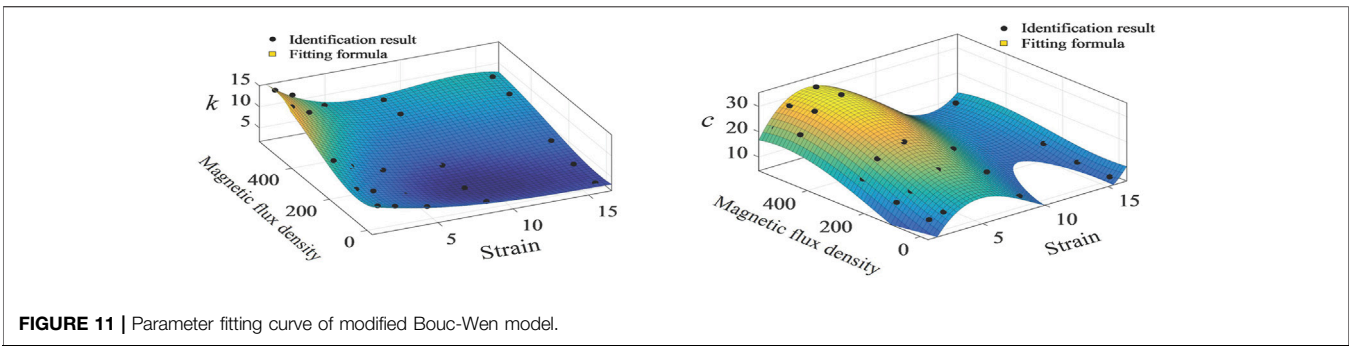 Identification result
Fitting formula
15
10
5
k
400
200
0
Magnetic flux density
5
10
15
Strain
Identification result
Fitting formula
30
20
10
c
400
200
0
Magnetic flux density
5
10
15
Strain
FIGURE 11 | Parameter fitting curve of modified Bouc-Wen model.